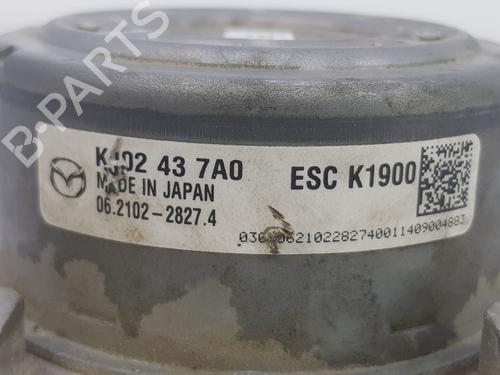 B-PARTS
KJ02 43 7A0
ESC K1900
MADE IN JAPAN
06.2102-2827.4